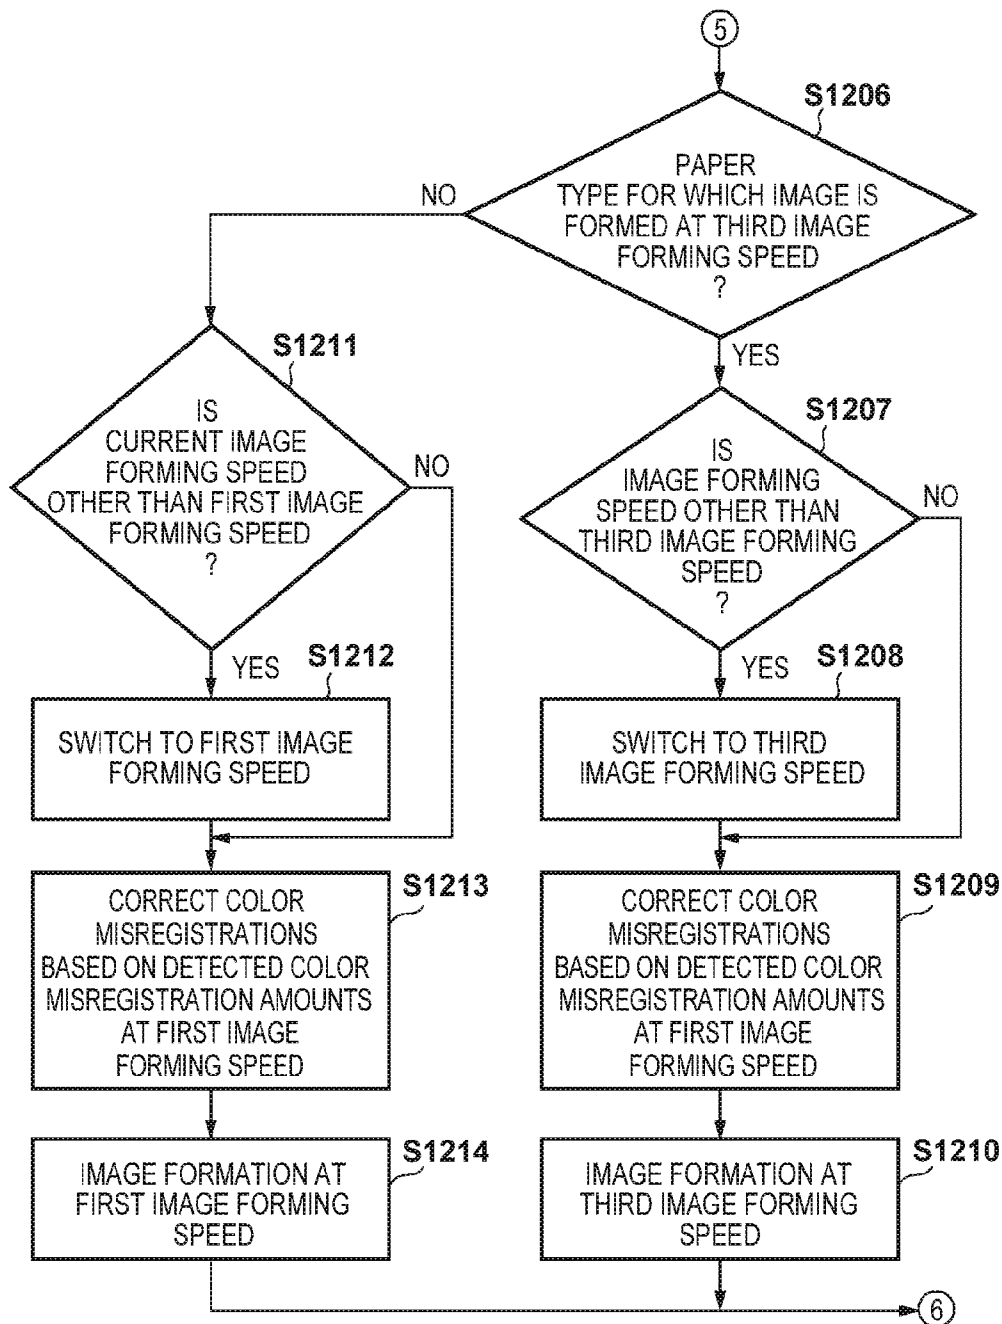 5
S1206
PAPER
TYPE FOR WHICH IMAGE IS
FORMED AT THIRD IMAGE
FORMING SPEED
?
NO
YES
S1211
IS
CURRENT IMAGE
FORMING SPEED
OTHER THAN FIRST IMAGE
FORMING SPEED
?
NO
YES
S1207
IS
IMAGE FORMING
SPEED OTHER THAN
THIRD IMAGE FORMING
SPEED
?
NO
YES
S1212
SWITCH TO FIRST IMAGE
FORMING SPEED
S1208
SWITCH TO THIRD
IMAGE FORMING SPEED
S1213
CORRECT COLOR
MISREGISTRATIONS
BASED ON DETECTED COLOR
MISREGISTRATION AMOUNTS
AT FIRST IMAGE
FORMING SPEED
S1209
CORRECT COLOR
MISREGISTRATIONS
BASED ON DETECTED COLOR
MISREGISTRATION AMOUNTS
AT FIRST IMAGE
FORMING SPEED
S1214
IMAGE FORMATION AT
FIRST IMAGE FORMING
SPEED
S1210
IMAGE FORMATION AT
THIRD IMAGE FORMING
SPEED
6